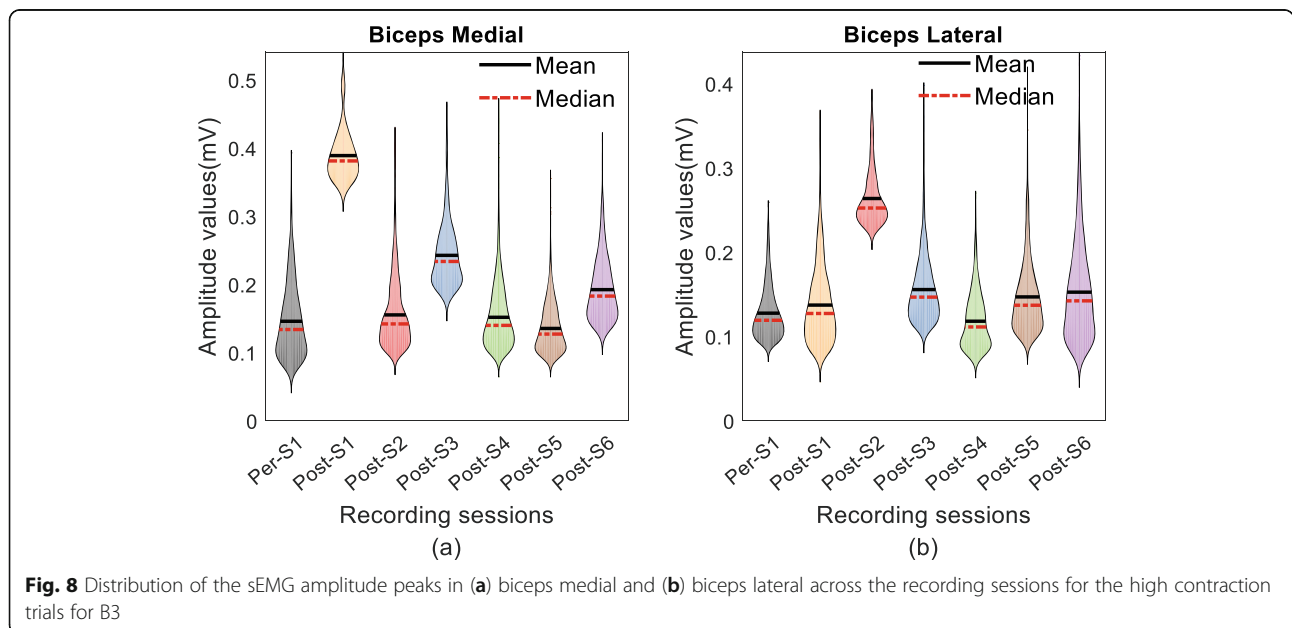 Biceps Medial
Mean
Median
0.5
0.4
0.3
0.2
0.1
0
Amplitude values(mV)
Per-S1
Post-S1
Post-S2
Post-S3
Post-S4
Post-S5
Post-S6
Recording sessions
(a)
Biceps Lateral
Mean
Median
0.4
0.3
0.2
0.1
0
Amplitude values(mV)
Per-S1
Post-S1
Post-S2
Post-S3
Post-S4
Post-S5
Post-S6
Recording sessions
(b)
Fig. 8 Distribution of the sEMG amplitude peaks in (a) biceps medial and (b) biceps lateral across the recording sessions for the high contraction
trials for B3